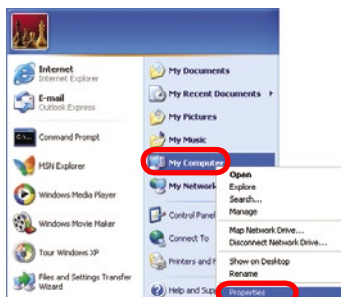 Internet
Internet Explorer
E-mail
Outlook Express
Command Prompt
MSN Explorer
Windows Media Player
Windows Movie Maker
Tour Windows XP
Files and Settings Transfer
Wizard
My Documents
My Recent Documents
My Pictures
My Music
My Computer
My Network
Control Panel
Connect To
Printers and F
Help and Sup
Open
Explore
Search...
Manage
Map Network Drive...
Disconnect Network Drive...
Show on Desktop
Rename
Properties